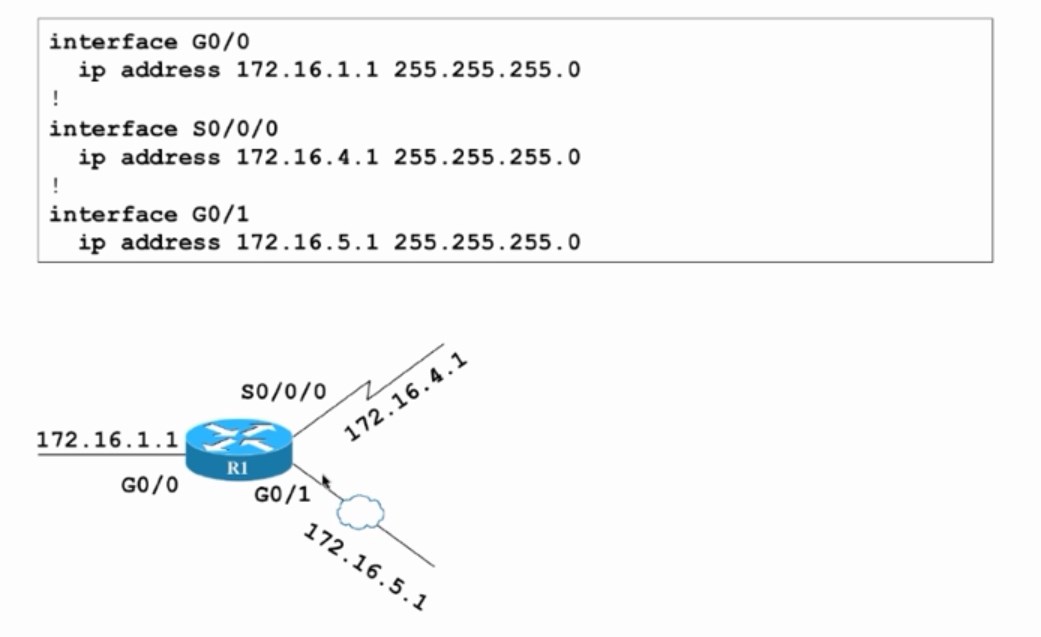 interface G0/0
ip address 172.16.1.1 255.255.255.0
!
interface S0/0/0
ip address 172.16.4.1 255.255.255.0
!
interface G0/1
ip address 172.16.5.1 255.255.255.0
S0/0/0
172.16.4.1
172.16.1.1
R1
G0/0
G0/1
172.16.5.1